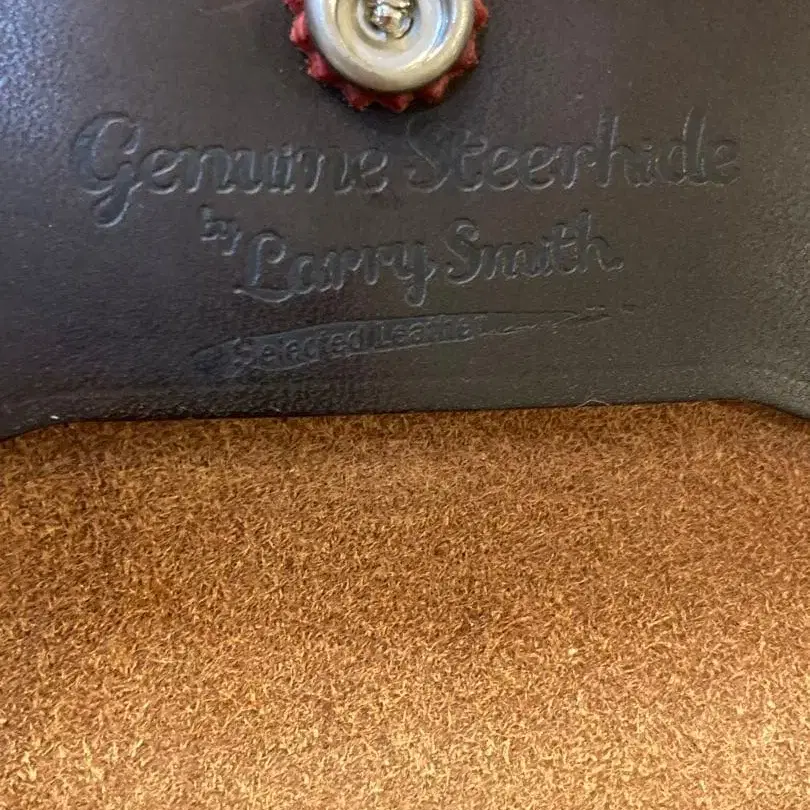 Genuine Steerhide
by Larry Smith
Selected Leather